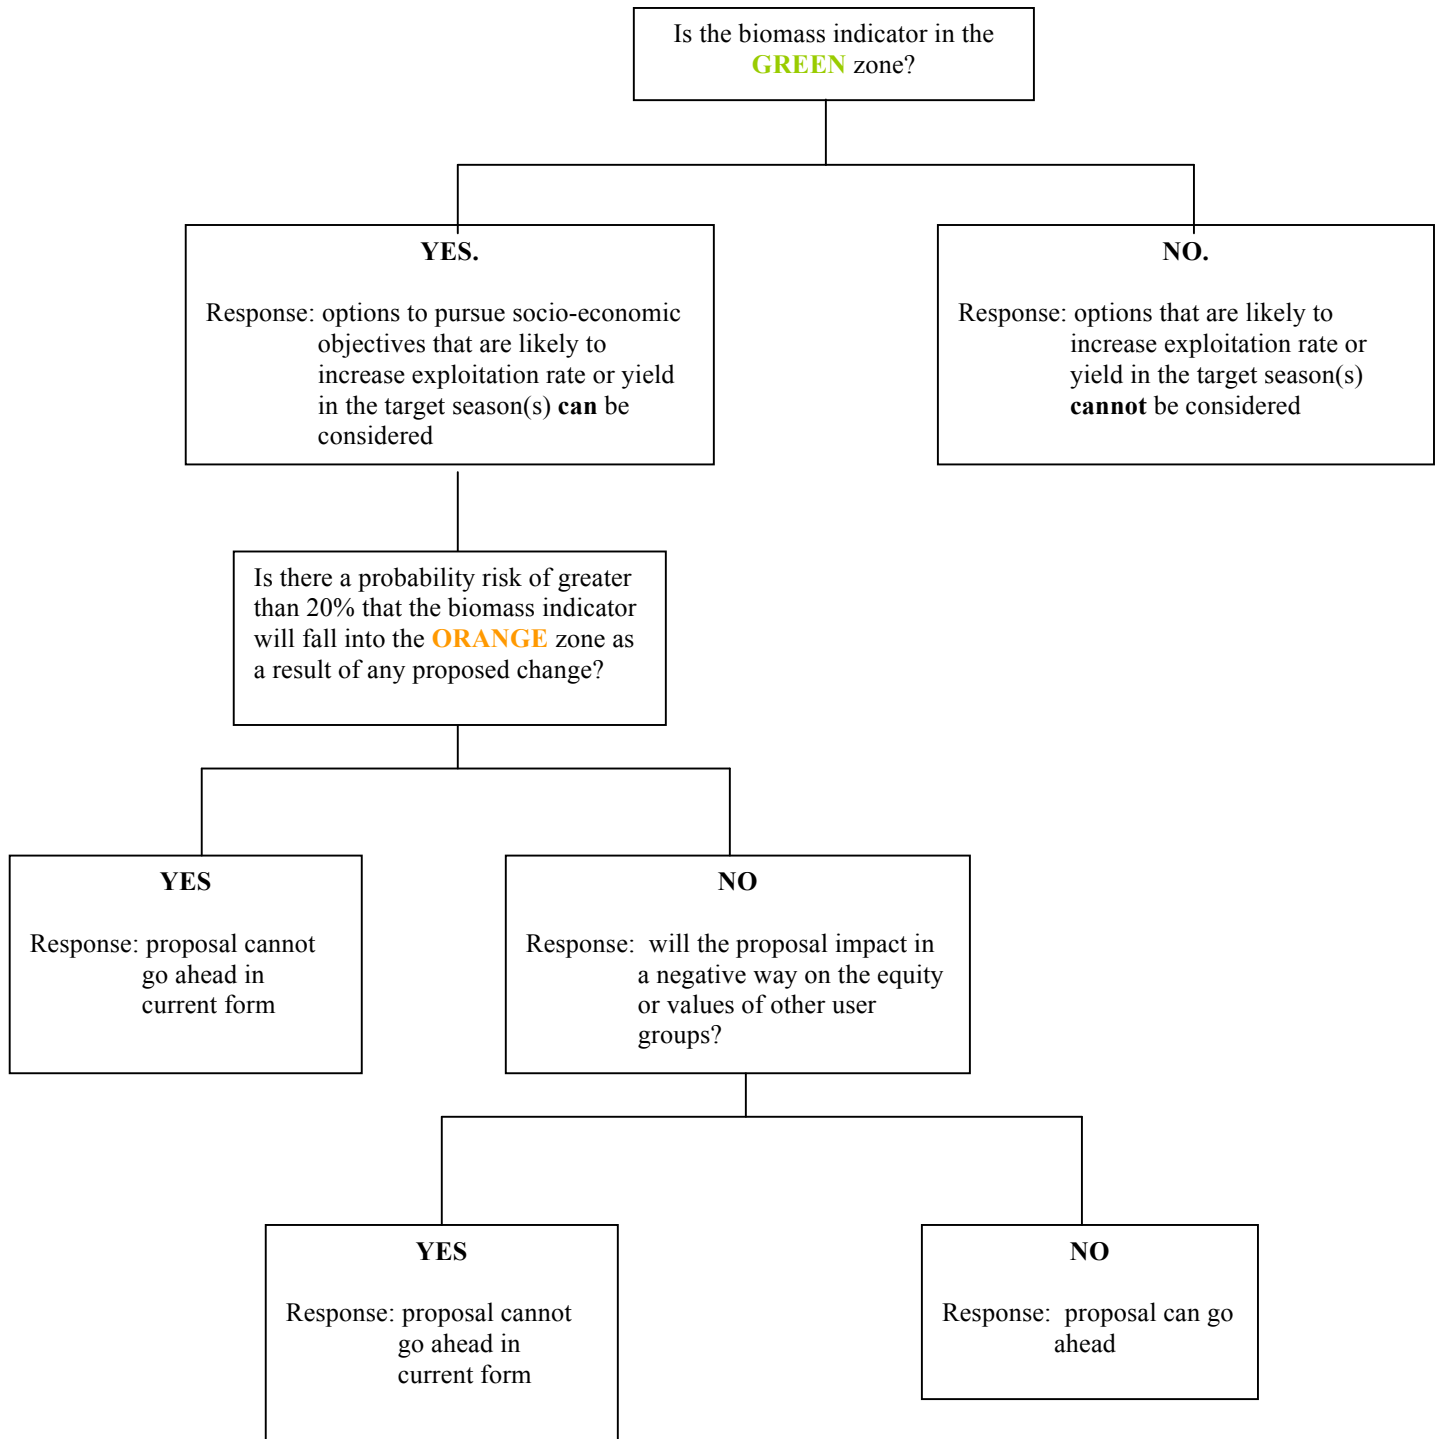 Is the biomass indicator in the
GREEN zone?
YES.
Response: options to pursue socio-economic
objectives that are likely to
increase exploitation rate or yield
in the target season(s) can be
considered
NO.
Response: options that are likely to
increase exploitation rate or
yield in the target season(s)
cannot be considered
Is there a probability risk of greater
than 20% that the biomass indicator
will fall into the ORANGE zone as
a result of any proposed change?
YES
Response: proposal cannot
go ahead in
current form
NO
Response: will the proposal impact in
a negative way on the equity
or values of other user
groups?
YES
Response: proposal cannot
go ahead in
current form
NO
Response: proposal can go
ahead